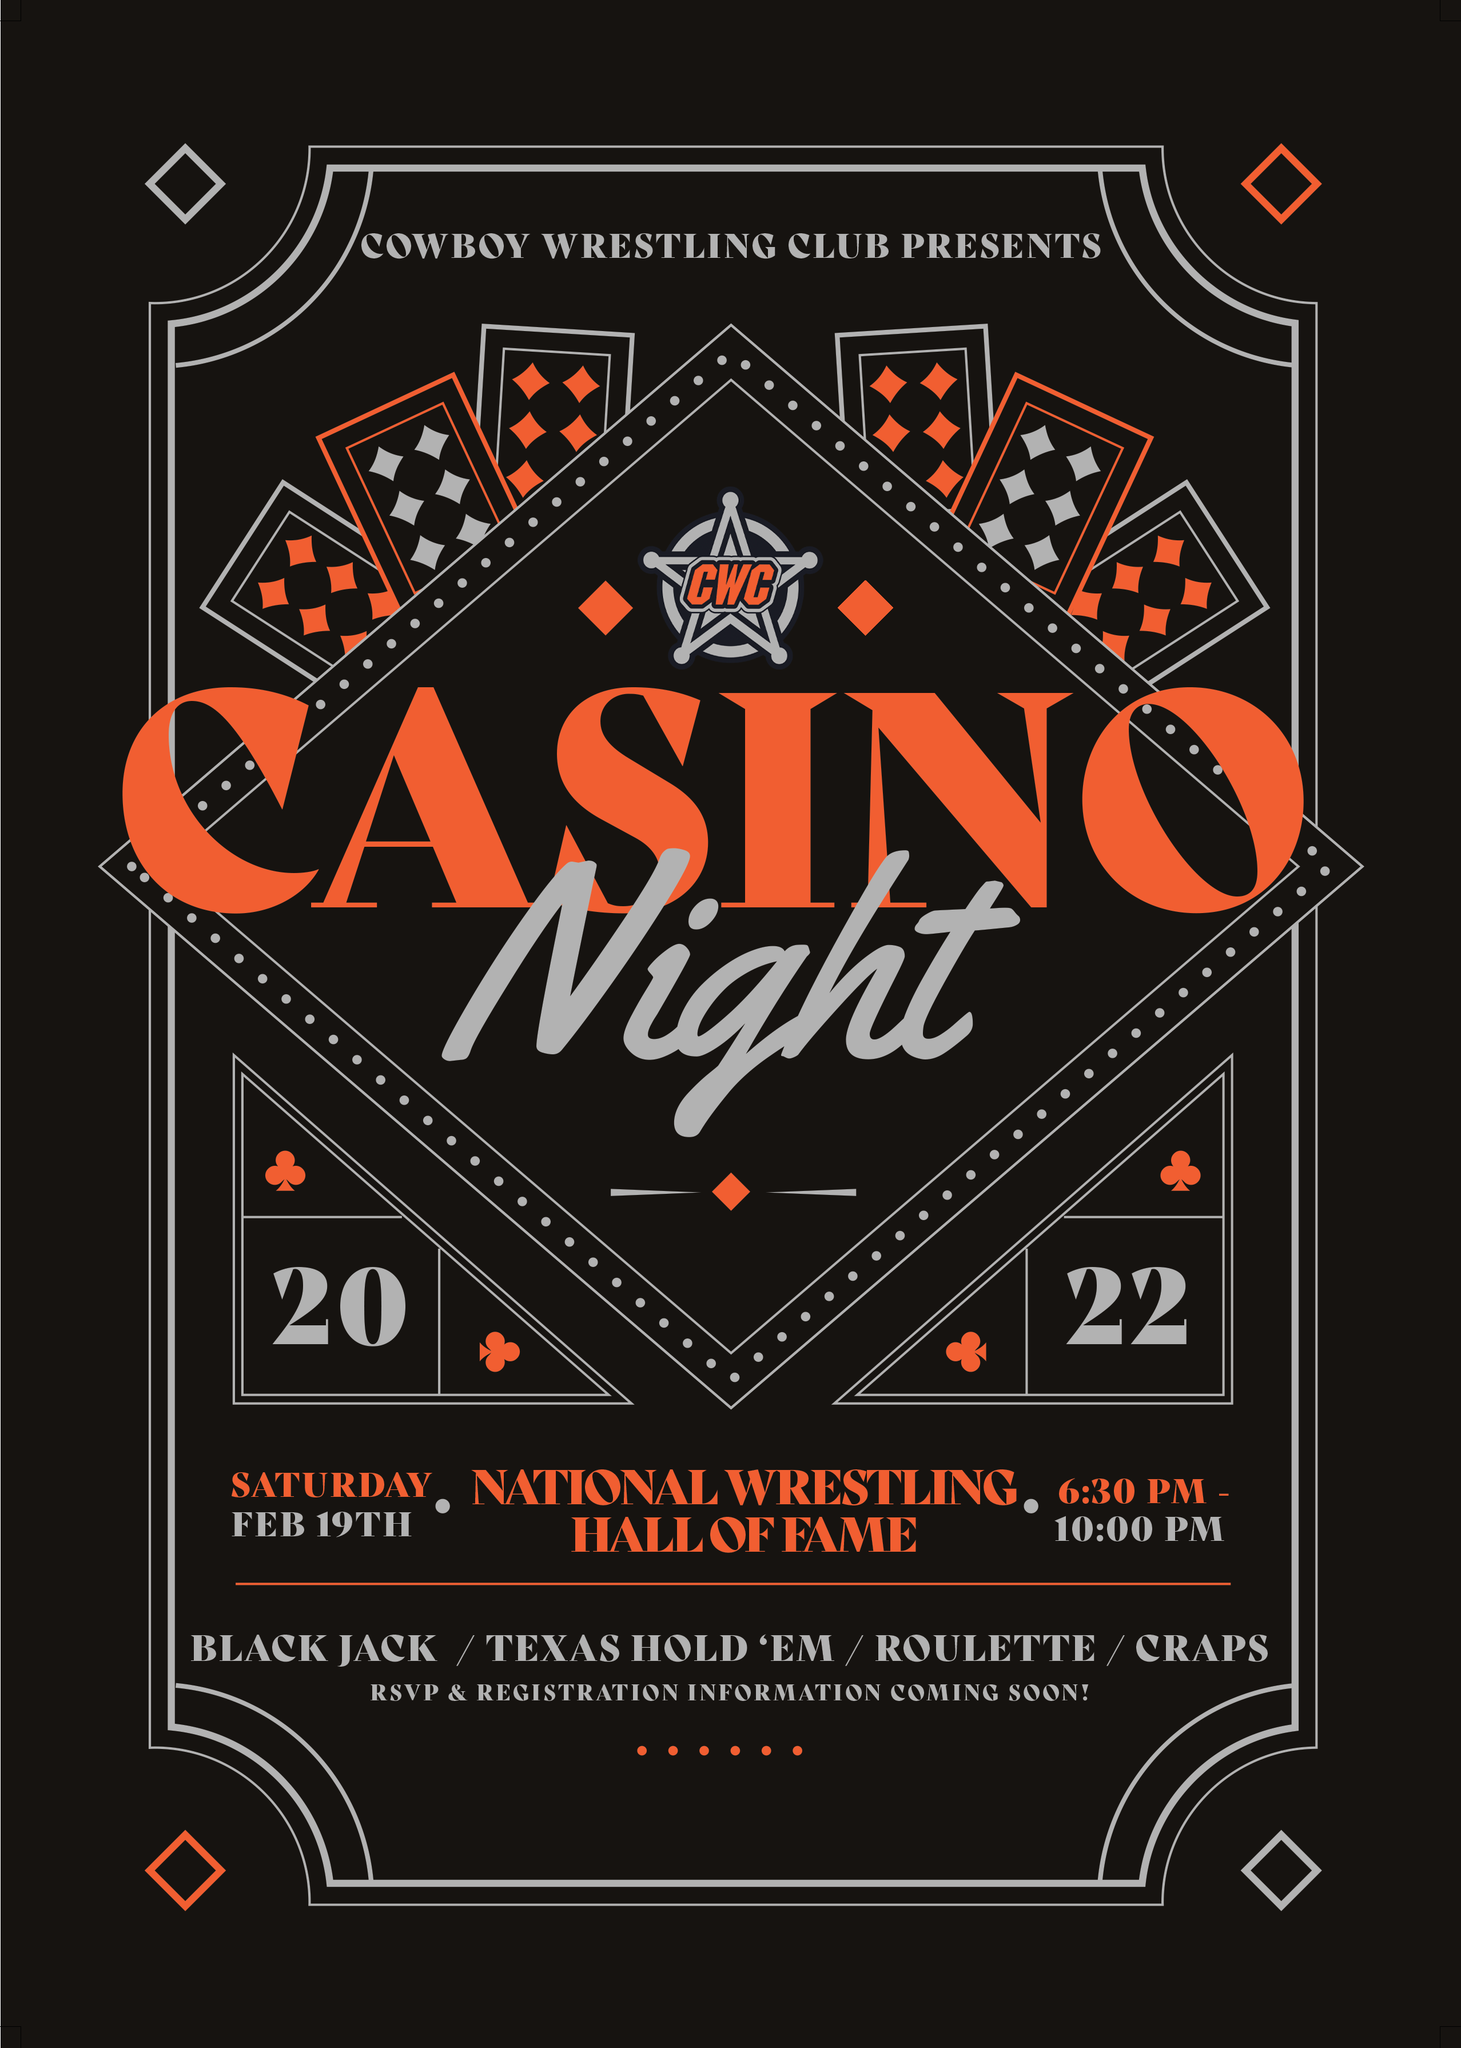 COWBOY WRESTLING CLUB PRESENTS
CWC
CASINO
Night
20
22
SATURDAY
FEB 19TH
NATIONAL WRESTLING
HALL OF FAME
6:30 PM -
10:00 PM
BLACK JACK / TEXAS HOLD ‘EM / ROULETTE / CRAPS
RSVP & REGISTRATION INFORMATION COMING SOON!